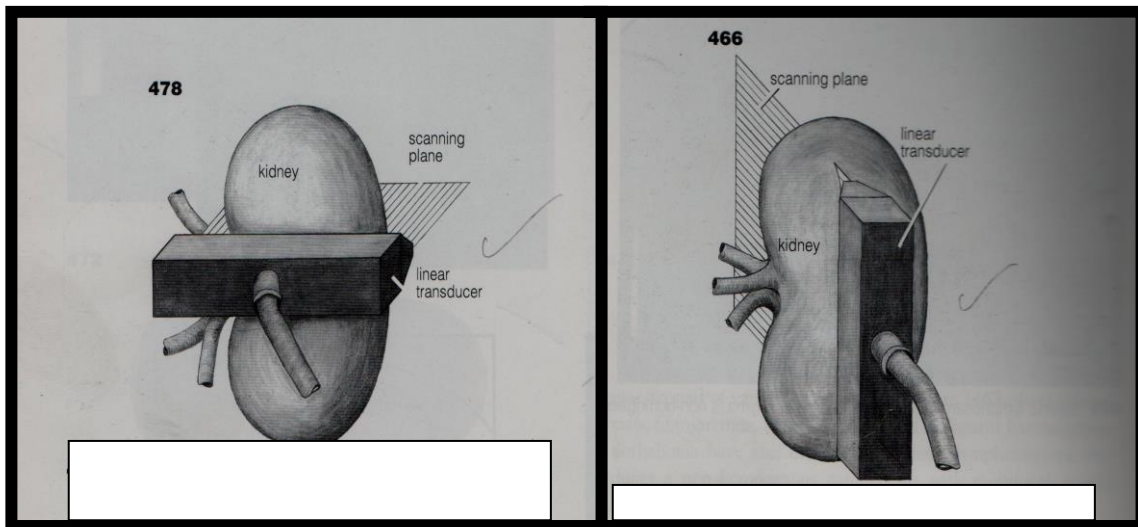 478
kidney
scanning
plane
linear
transducer
466
scanning plane
linear
transducer
kidney